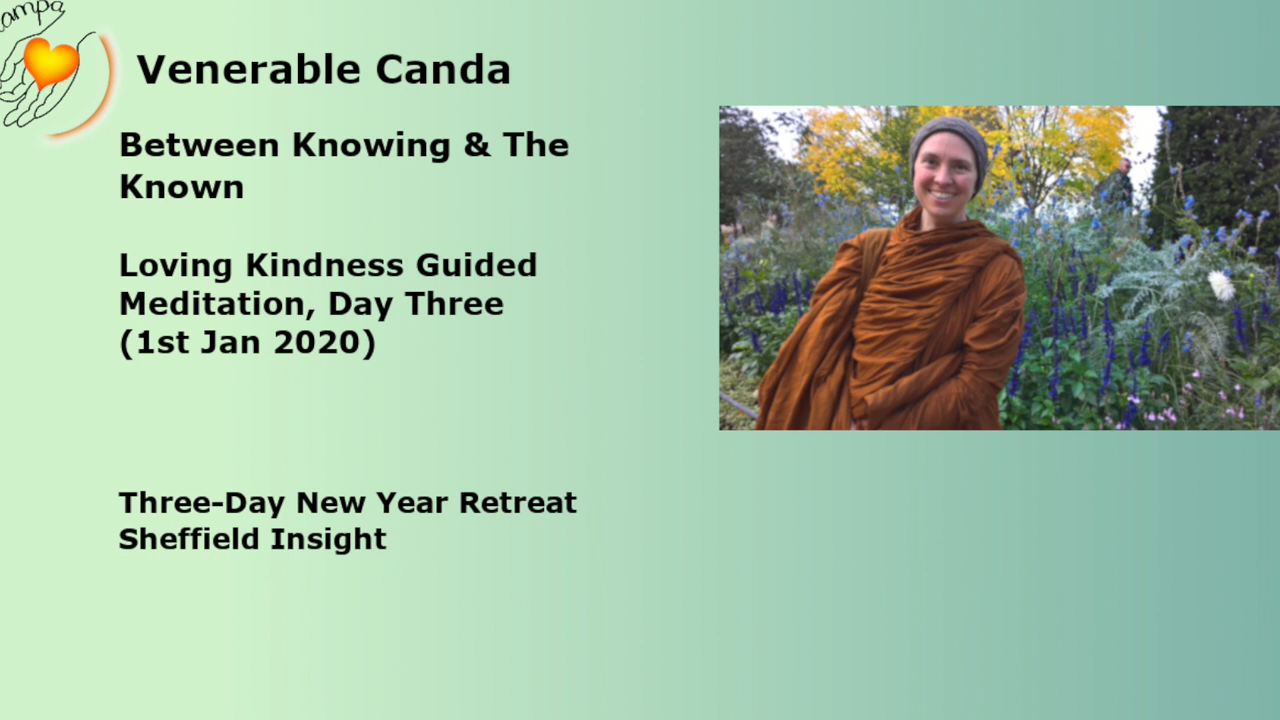 Venerable Canda
Between Knowing & The
Known
Loving Kindness Guided
Meditation, Day Three
(1st Jan 2020)
Three-Day New Year Retreat
Sheffield Insight